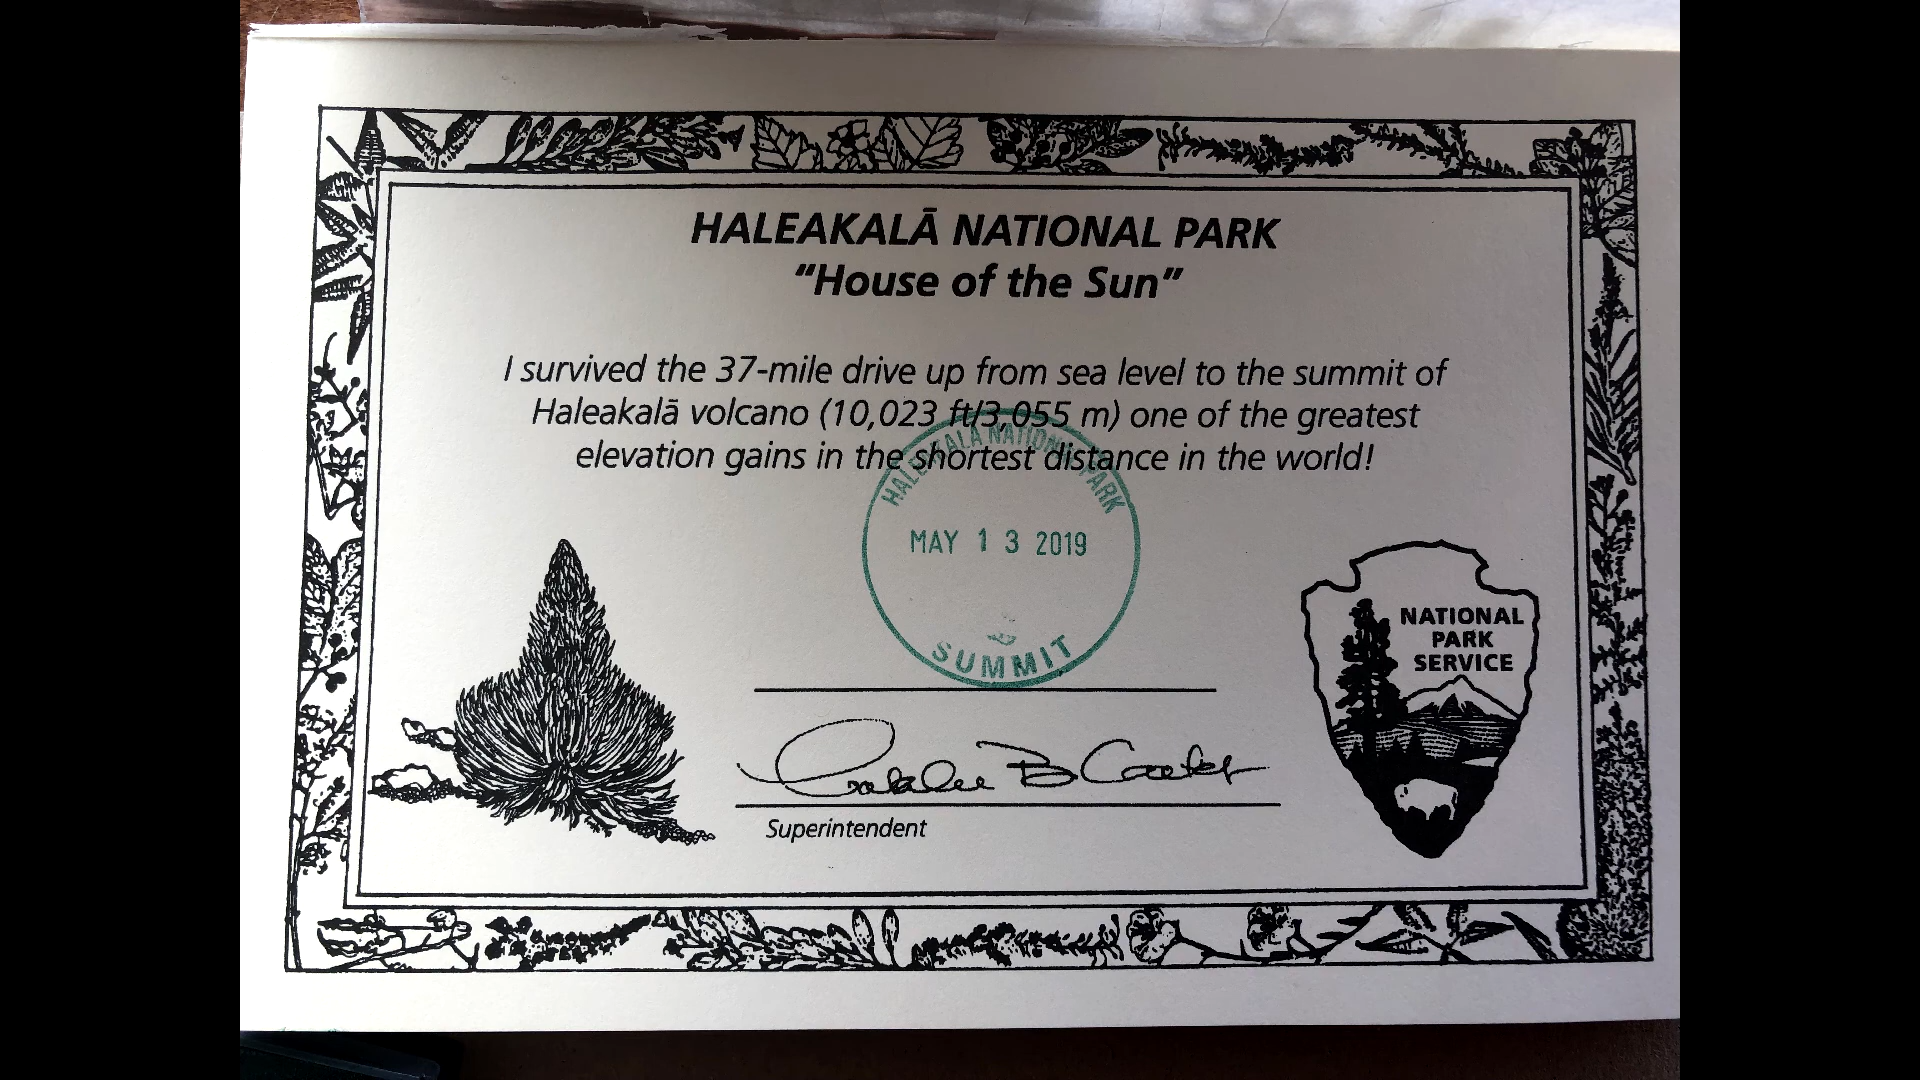 HALEAKALĀ NATIONAL PARK
“House of the Sun”
I survived the 37-mile drive up from sea level to the summit of
Haleakalā volcano (10,023 ft/3,055 m) one of the greatest
elevation gains in the shortest distance in the world!
HALEAKALA NATIONAL PARK
MAY 13 2019
SUMMIT
NATIONAL
PARK
SERVICE
B
Superintendent